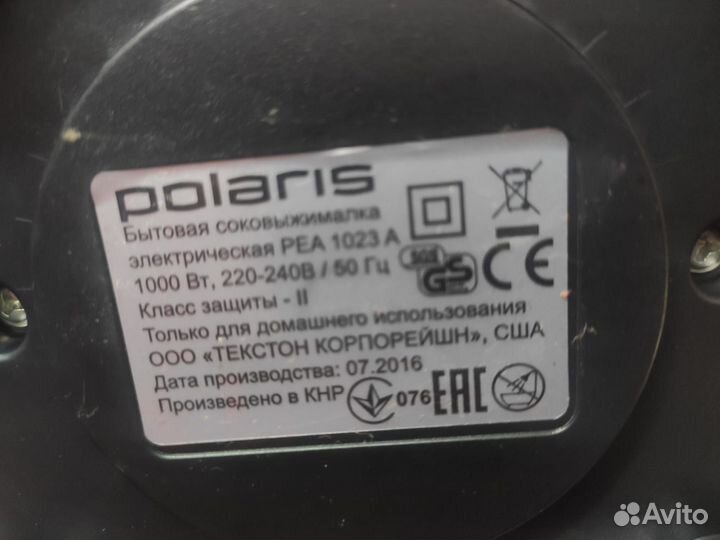 polaris
Бытовая соковыжималка
электрическая PEA 1023 A
1000 Вт, 220-240В / 50 Гц
Класс защиты - II
Только для домашнего использования
ООО «ТЕКСТОН КОРПОРЕЙШН», США
Дата производства: 07.2016
Произведено в КНР
076
EAC
SGS
GS
CE
Avito